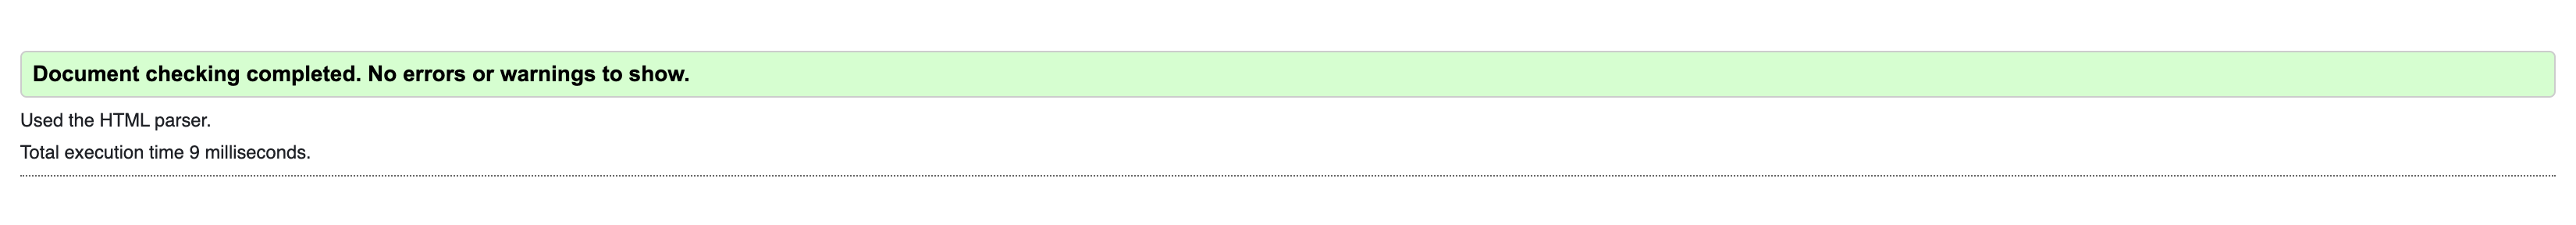 Document checking completed. No errors or warnings to show.
Used the HTML parser.
Total execution time 9 milliseconds.